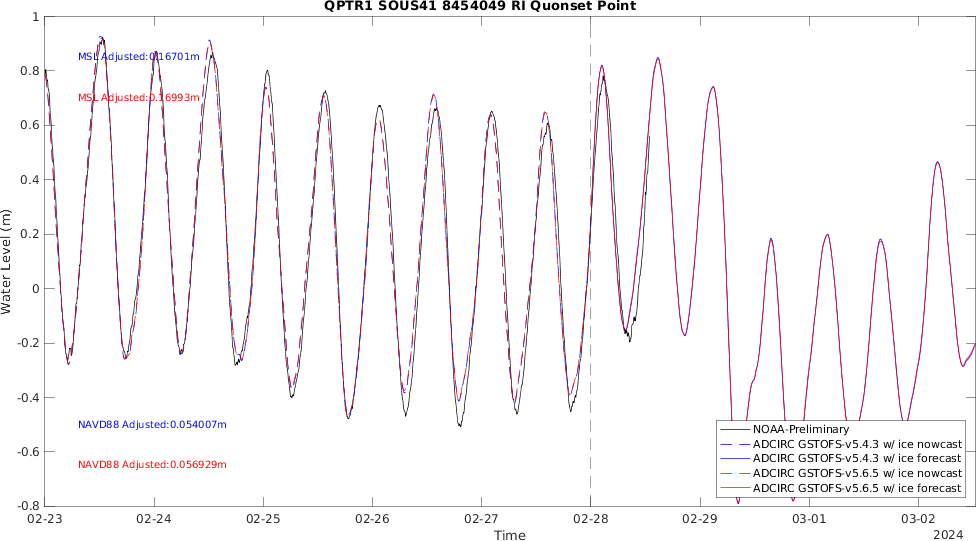 QPTR1 SOUS41 8454049 RI Quonset Point
1
0.8
0.6
0.4
0.2
0
-0.2
-0.4
-0.6
-0.8
Water Level (m)
MSL Adjusted:0.16701m
MSL Adjusted:0.16993m
NAVD88 Adjusted:0.054007m
NAVD88 Adjusted:0.056929m
NOAA-Preliminary
ADCIRC GSTOFS-v5.4.3 w/ ice nowcast
ADCIRC GSTOFS-v5.4.3 w/ ice forecast
ADCIRC GSTOFS-v5.6.5 w/ ice nowcast
ADCIRC GSTOFS-v5.6.5 w/ ice forecast
02-23 02-24 02-25 02-26 02-27 02-28 02-29 03-01 03-02
Time
2024